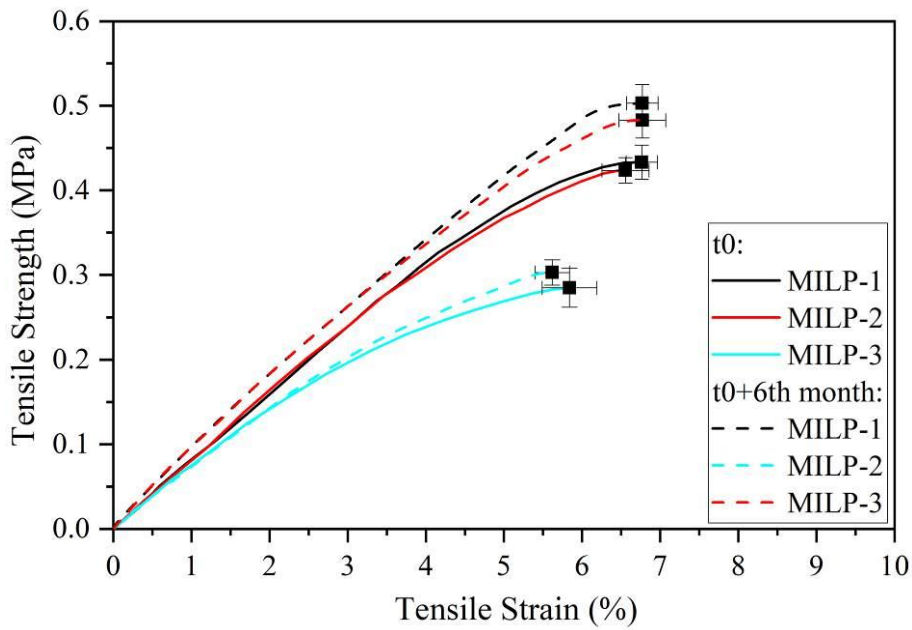 0.6
0.5
0.4
0.3
0.2
0.1
0.0
Tensile Strength (MPa)
t0:
MILP-1
MILP-2
MILP-3
t0+6th month:
MILP-1
MILP-2
MILP-3
0 1 2 3 4 5 6 7 8 9 10
Tensile Strain (%)